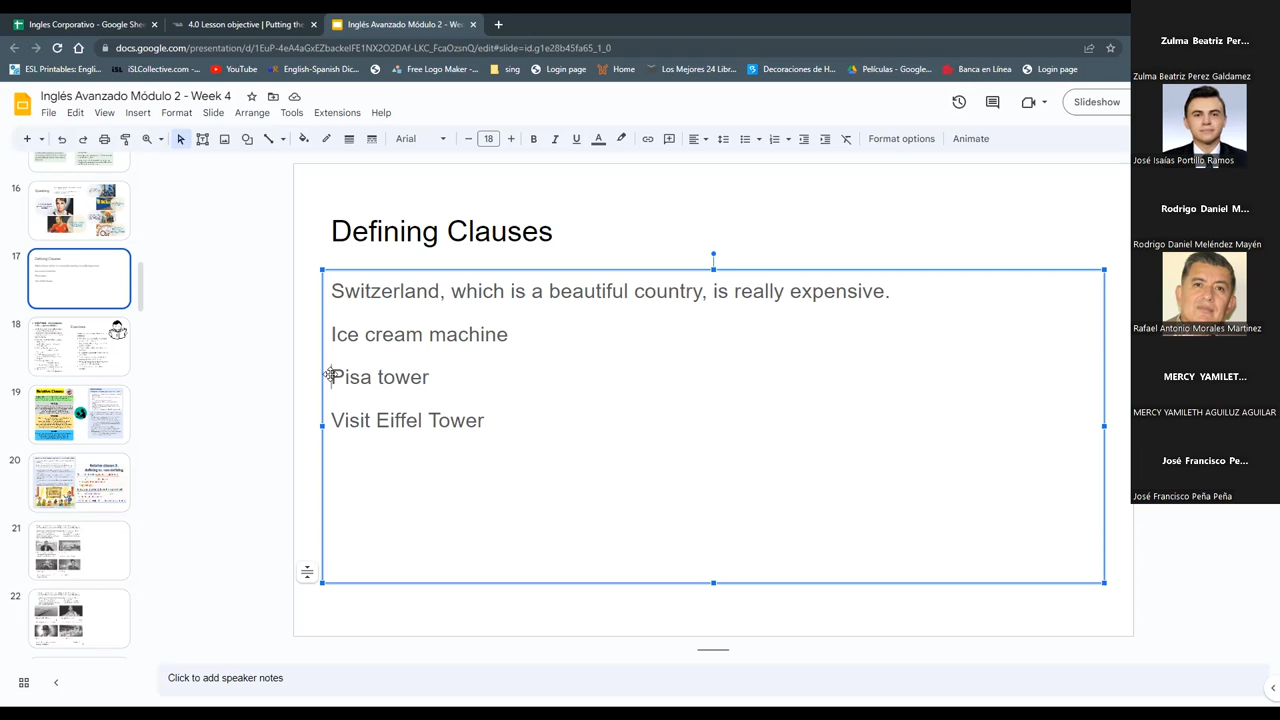 Ingles Corporativo - Google She
4.0 Lesson objective | Putting the
Inglés Avanzado Módulo 2 - Wee
docs.google.com/presentation/d/1EuP-4eA4aGxEZbackeIFE1NX2O2DAf-LKC_FcaOzsnQ/edit#slide=id.g1e28b45fa65_1_0
ESL Printables: Engli...
iSLCollective.com -...
YouTube
English-Spanish Dic...
Login page
Free Logo Maker -...
sing
Login page
Home
Los Mejores 24 Libr...
Decoraciones de H...
Películas - Google...
Banca en Línea
Login page
Inglés Avanzado Módulo 2 - Week 4
File Edit View Insert Format Slide Arrange Tools Extensions Help
Slideshow
Arial
18
Format options
Animate
16
17
18
19
20
21
22
Defining Clauses
Switzerland, which is a beautiful country, is really expensive.
Ice cream machine
Pisa tower
Visit Eiffel Tower
Click to add speaker notes
Zulma Beatriz Per...
Zulma Beatriz Perez Galdamez
José Isaías Portillo Ramos
Rodrigo Daniel M...
Rodrigo Daniel Meléndez Mayén
Rafael Antonio Morales Martinez
MERCY YAMILET...
MERCY YAMILETH AGUILUZ AGUILAR
José Francisco Pe...
José Francisco Peña Peña